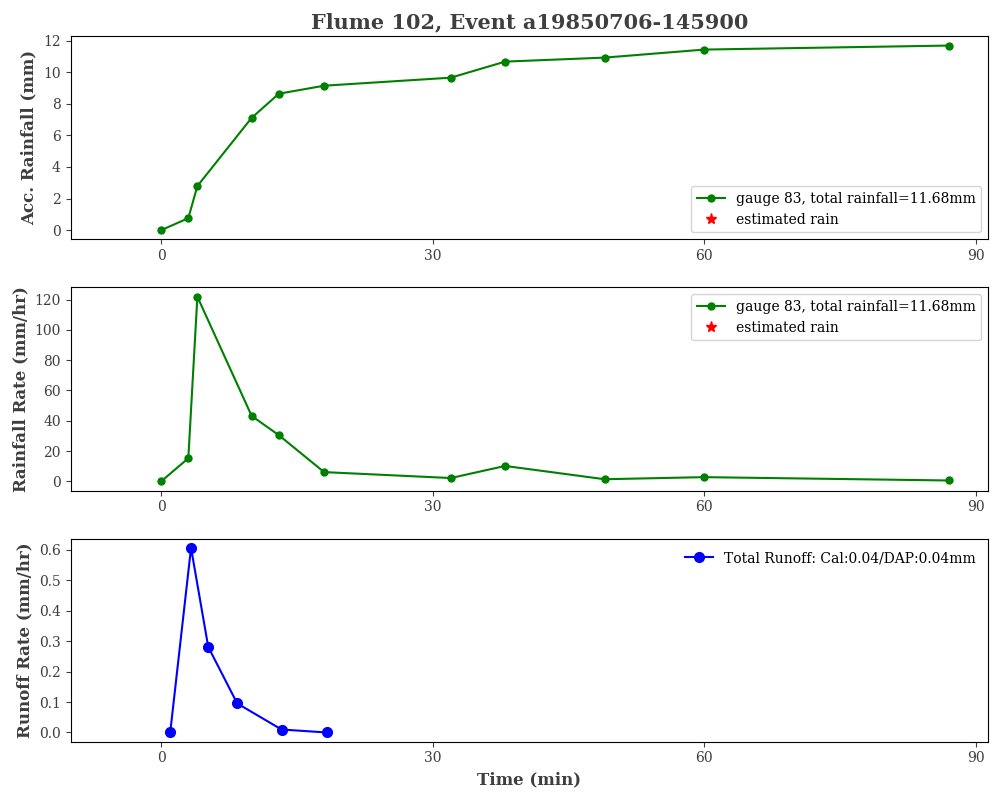 Flume 102, Event a19850706-145900
Acc. Rainfall (mm)
12
10
8
6
4
2
0
gauge 83, total rainfall=11.68mm
estimated rain
0 30 60 90
Rainfall Rate (mm/hr)
120
100
80
60
40
20
0
gauge 83, total rainfall=11.68mm
estimated rain
0 30 60 90
Runoff Rate (mm/hr)
0.6
0.5
0.4
0.3
0.2
0.1
0.0
Total Runoff: Cal:0.04/DAP:0.04mm
0 30 60 90
Time (min)